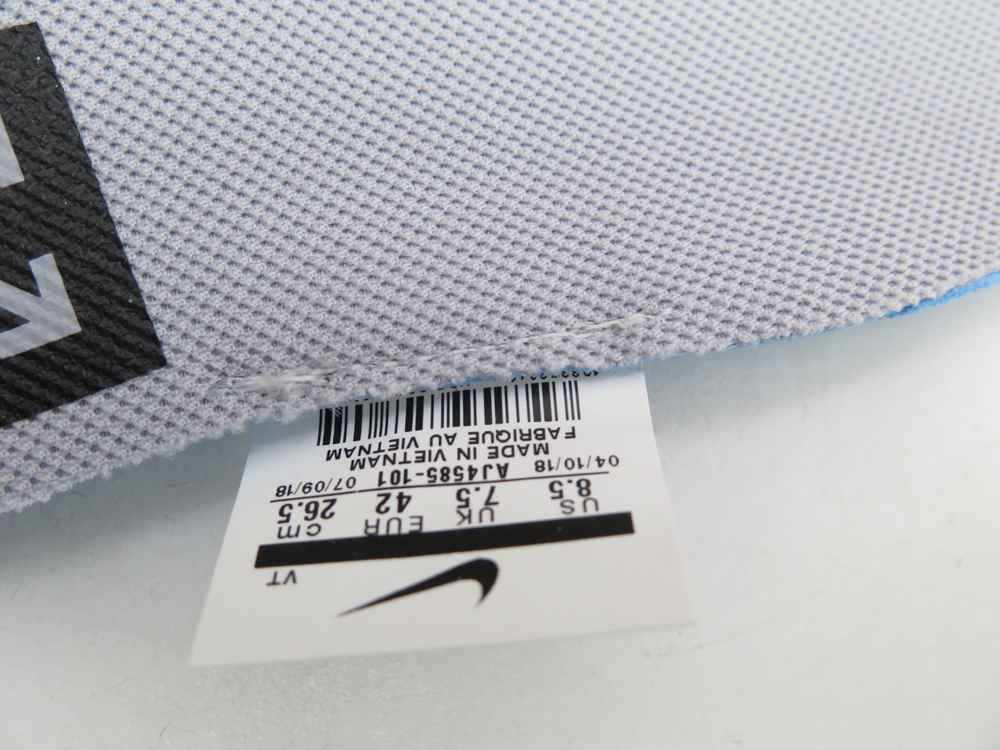 VT
US UK EUR cm
8.5 7.5 42 26.5
04/10/18 AJ4585-101 07/09/18
MADE IN VIETNAM
FABRIQUE AU VIETNAM